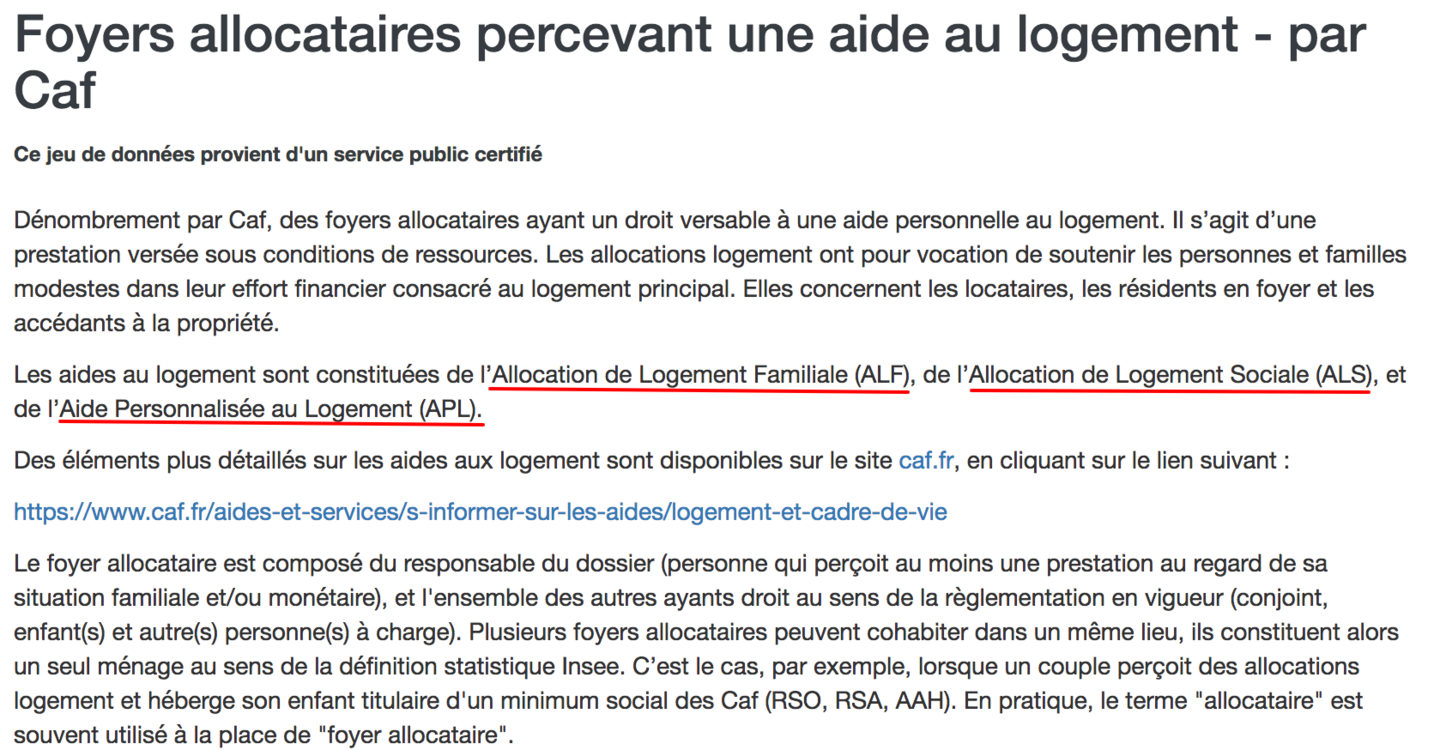 Foyers allocataires percevant une aide au logement - par
Caf
Ce jeu de données provient d'un service public certifié
Dénombrement par Caf, des foyers allocataires ayant un droit versable à une aide personnelle au logement. Il s’agit d’une
prestation versée sous conditions de ressources. Les allocations logement ont pour vocation de soutenir les personnes et familles
modestes dans leur effort financier consacré au logement principal. Elles concernent les locataires, les résidents en foyer et les
accédants à la propriété.
Les aides au logement sont constituées de l’Allocation de Logement Familiale (ALF), de l’Allocation de Logement Sociale (ALS), et
de l’Aide Personnalisée au Logement (APL).
Des éléments plus détaillés sur les aides aux logement sont disponibles sur le site caf.fr, en cliquant sur le lien suivant :
https://www.caf.fr/aides-et-services/s-informer-sur-les-aides/logement-et-cadre-de-vie
Le foyer allocataire est composé du responsable du dossier (personne qui perçoit au moins une prestation au regard de sa
situation familiale et/ou monétaire), et l'ensemble des autres ayants droit au sens de la règlementation en vigueur (conjoint,
enfant(s) et autre(s) personne(s) à charge). Plusieurs foyers allocataires peuvent cohabiter dans un même lieu, ils constituent alors
un seul ménage au sens de la définition statistique Insee. C’est le cas, par exemple, lorsque un couple perçoit des allocations
logement et héberge son enfant titulaire d'un minimum social des Caf (RSO, RSA, AAH). En pratique, le terme "allocataire" est
souvent utilisé à la place de "foyer allocataire".